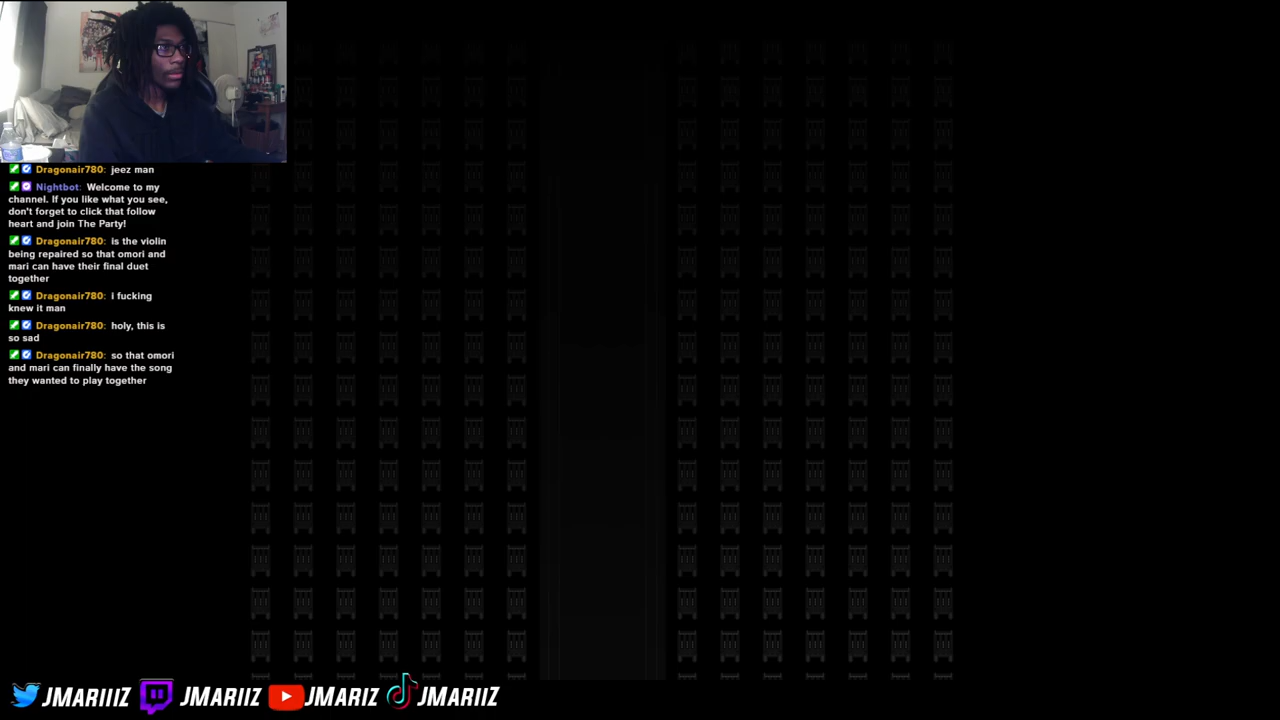 Dragonair780: jeez man
Nightbot: Welcome to my
channel. If you like what you see,
don't forget to click that follow
heart and join The Party!
Dragonair780: is the violin
being repaired so that omori and
mari can have their final duet
together
Dragonair780: i fucking
knew it man
Dragonair780: holy, this is
so sad
Dragonair780: so that omori
and mari can finally have the song
they wanted to play together
JMARIIIZ JMARIIZ JMARIZ JMARIIZ